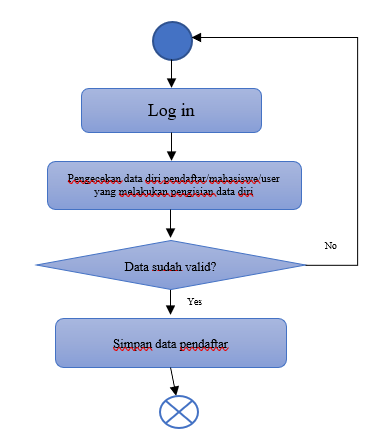 Log in
Pengecekan data diri pendaftar/mahasiswa/user
yang melakukan pengisian data diri
Data sudah valid?
No
Yes
Simpan data pendaftar